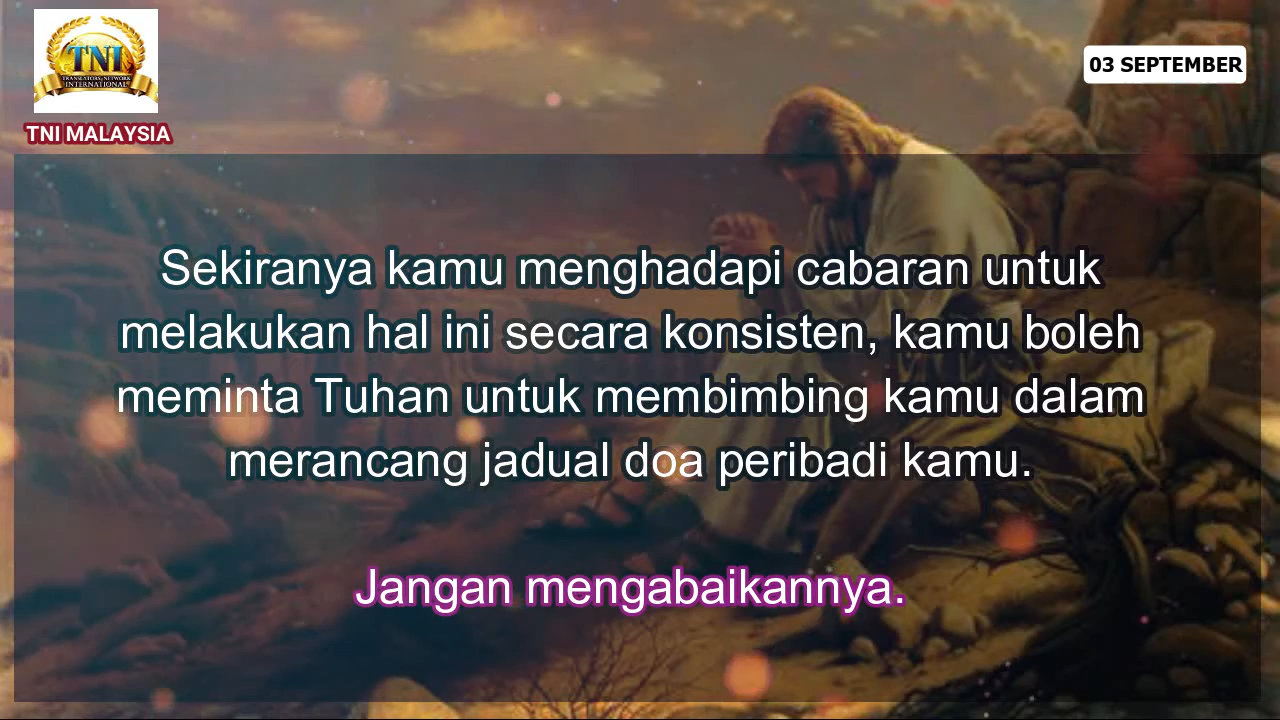 TNI
TRANSLATORS NETWORK
INTERNATIONAL
TNI MALAYSIA
03 SEPTEMBER
Sekiranya kamu menghadapi cabaran untuk
melakukan hal ini secara konsisten, kamu boleh
meminta Tuhan untuk membimbing kamu dalam
merancang jadual doa peribadi kamu.
Jangan mengabaikannya.